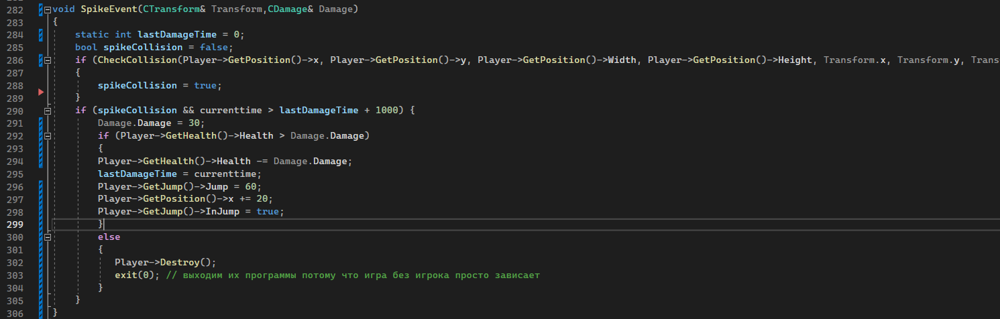 282 void SpikeEvent(CTransform& Transform,CDamage& Damage)
283 {
284 static int lastDamageTime = 0;
285 bool spikeCollision = false;
286 if (CheckCollision(Player->GetPosition()->x, Player->GetPosition()->y, Player->GetPosition()->Width, Player->GetPosition()->Height, Transform.x, Transform.y, Trans
287 {
288 spikeCollision = true;
289 }
290 if (spikeCollision && currenttime > lastDamageTime + 1000) {
291 Damage.Damage = 30;
292 if (Player->GetHealth()->Health > Damage.Damage)
293 {
294 Player->GetHealth()->Health -= Damage.Damage;
295 lastDamageTime = currenttime;
296 Player->GetJump()->Jump = 60;
297 Player->GetPosition()->x += 20;
298 Player->GetJump()->InJump = true;
299 }
300 else
301 {
302 Player->Destroy();
303 exit(0); // выходим их программы потому что игра без игрока просто зависает
304 }
305 }
306 }